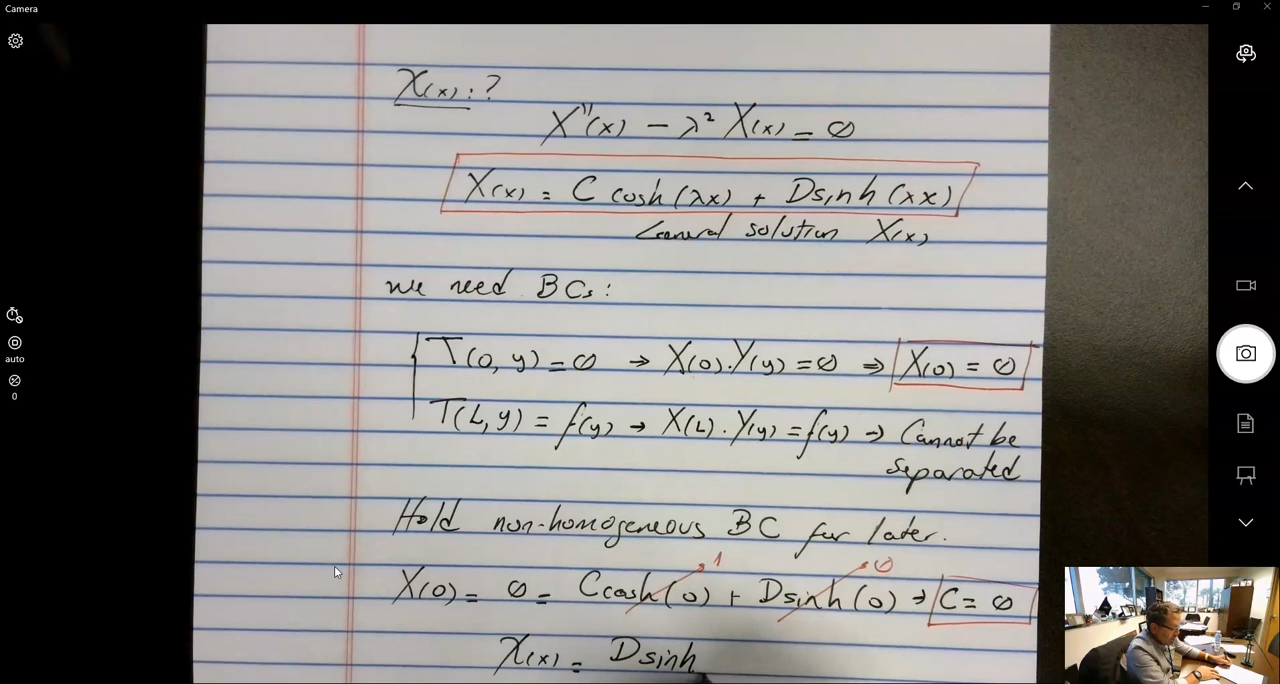 Camera
X(x): ?
X''(x) - λ² X(x) = ∅
X(x) = C cosh(λx) + D sinh(λx)
General solution X(x)
auto
we need BCs:
0
T(0, y) = ∅ → X(0).Y(y) = ∅ ⇒ X(0) = ∅
T(L, y) = f(y) → X(L).Y(y) = f(y) → Cannot be
separated
Hold non-homogeneous BC for later.
1 ∅
X(0) = ∅ = C cosh(0) + D sinh(0) → C = ∅
X(x) = D sinh